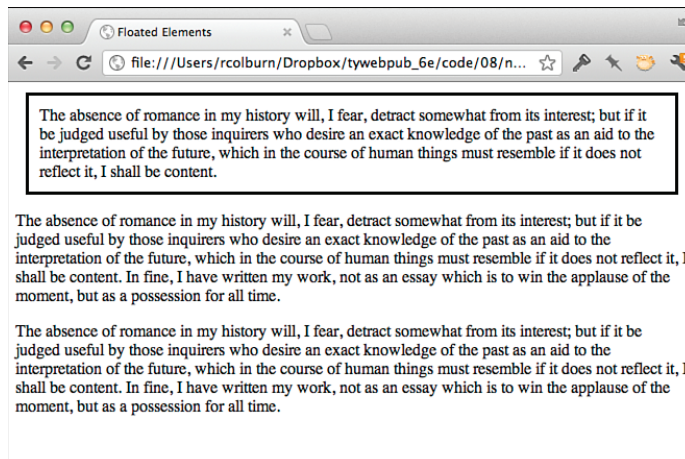 Floated Elements
file:///Users/rcolburn/Dropbox/tywebpub_6e/code/08/n...
The absence of romance in my history will, I fear, detract somewhat from its interest; but if it
be judged useful by those inquirers who desire an exact knowledge of the past as an aid to the
interpretation of the future, which in the course of human things must resemble if it does not
reflect it, I shall be content.
The absence of romance in my history will, I fear, detract somewhat from its interest; but if it be
judged useful by those inquirers who desire an exact knowledge of the past as an aid to the
interpretation of the future, which in the course of human things must resemble if it does not reflect it, I
shall be content. In fine, I have written my work, not as an essay which is to win the applause of the
moment, but as a possession for all time.
The absence of romance in my history will, I fear, detract somewhat from its interest; but if it be
judged useful by those inquirers who desire an exact knowledge of the past as an aid to the
interpretation of the future, which in the course of human things must resemble if it does not reflect it, I
shall be content. In fine, I have written my work, not as an essay which is to win the applause of the
moment, but as a possession for all time.